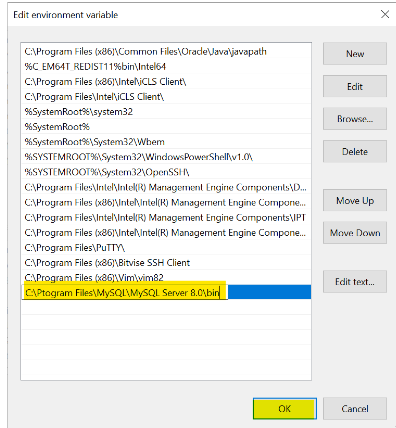 Edit environment variable
C:\Program Files (x86)\Common Files\Oracle\Java\javapath
%C_EM64T_REDIST11%bin\Intel64
C:\Program Files (x86)\Intel\iCLS Client\
C:\Program Files\Intel\iCLS Client\
%SystemRoot%\system32
%SystemRoot%
%SystemRoot%\System32\Wbem
%SYSTEMROOT%\System32\WindowsPowerShell\v1.0\
%SYSTEMROOT%\System32\OpenSSH\
C:\Program Files\Intel\Intel(R) Management Engine Components\D...
C:\Program Files (x86)\Intel\Intel(R) Management Engine Compone...
C:\Program Files\Intel\Intel(R) Management Engine Components\IPT
C:\Program Files (x86)\Intel\Intel(R) Management Engine Compone...
C:\Program Files\PuTTY\
C:\Program Files (x86)\Bitvise SSH Client
C:\Program Files (x86)\Vim\vim82
C:\Ptogram Files\MySQL\MySQL Server 8.0\bin
New
Edit
Browse...
Delete
Move Up
Move Down
Edit text...
OK
Cancel